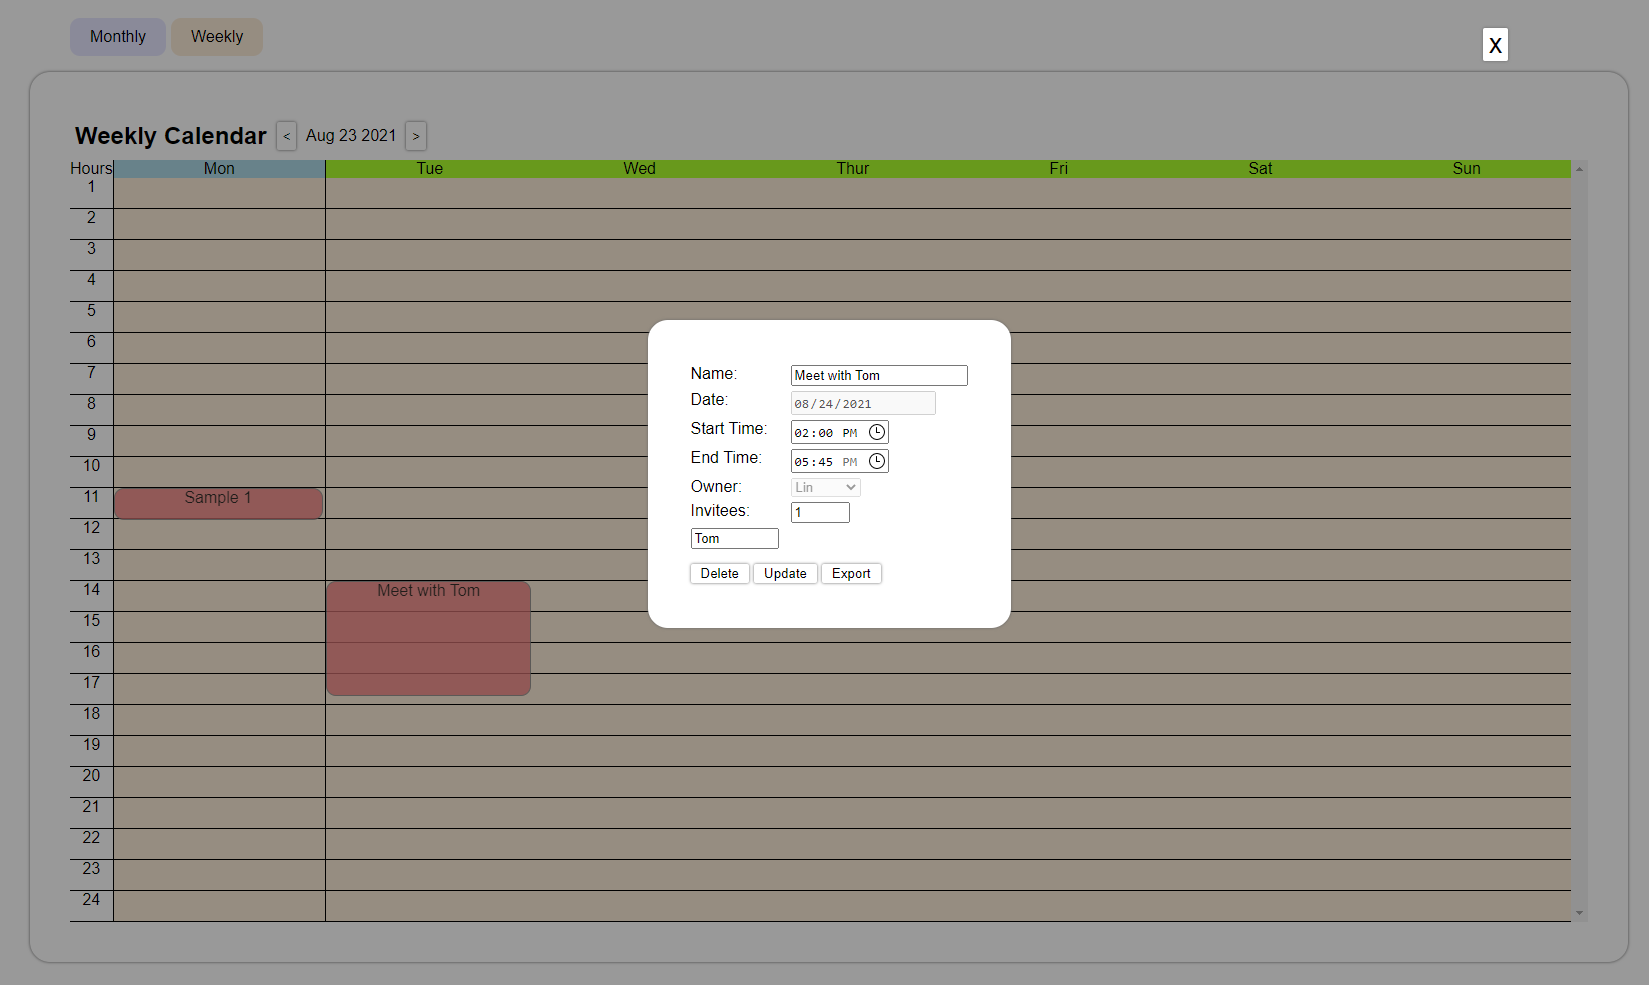 Monthly Weekly
X
Weekly Calendar < Aug 23 2021 >
Hours Mon Tue Wed Thur Fri Sat Sun
1
2
3
4
5
6
7
8
9
10
11 Sample 1
12
13
14 Meet with Tom
15
16
17
18
19
20
21
22
23
24
Name: Meet with Tom
Date: 08/24/2021
Start Time: 02:00 PM
End Time: 05:45 PM
Owner: Lin
Invitees: 1
Tom
Delete Update Export